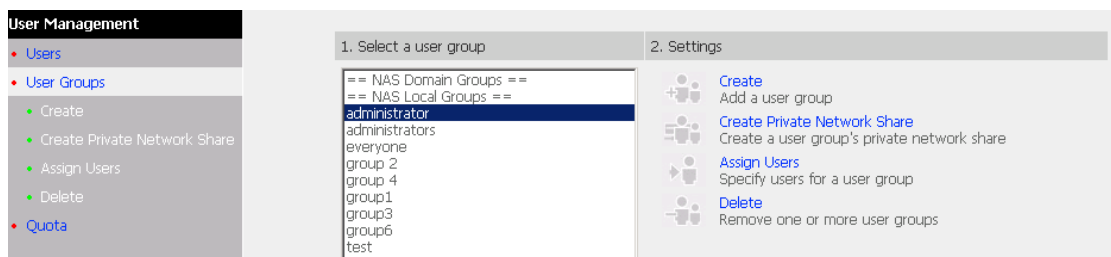 User Management
Users
User Groups
Create
Create Private Network Share
Assign Users
Delete
Quota
1. Select a user group
== NAS Domain Groups ==
== NAS Local Groups ==
administrator
administrators
everyone
group 2
group 4
group1
group3
group6
test
2. Settings
Create
Add a user group
Create Private Network Share
Create a user group's private network share
Assign Users
Specify users for a user group
Delete
Remove one or more user groups